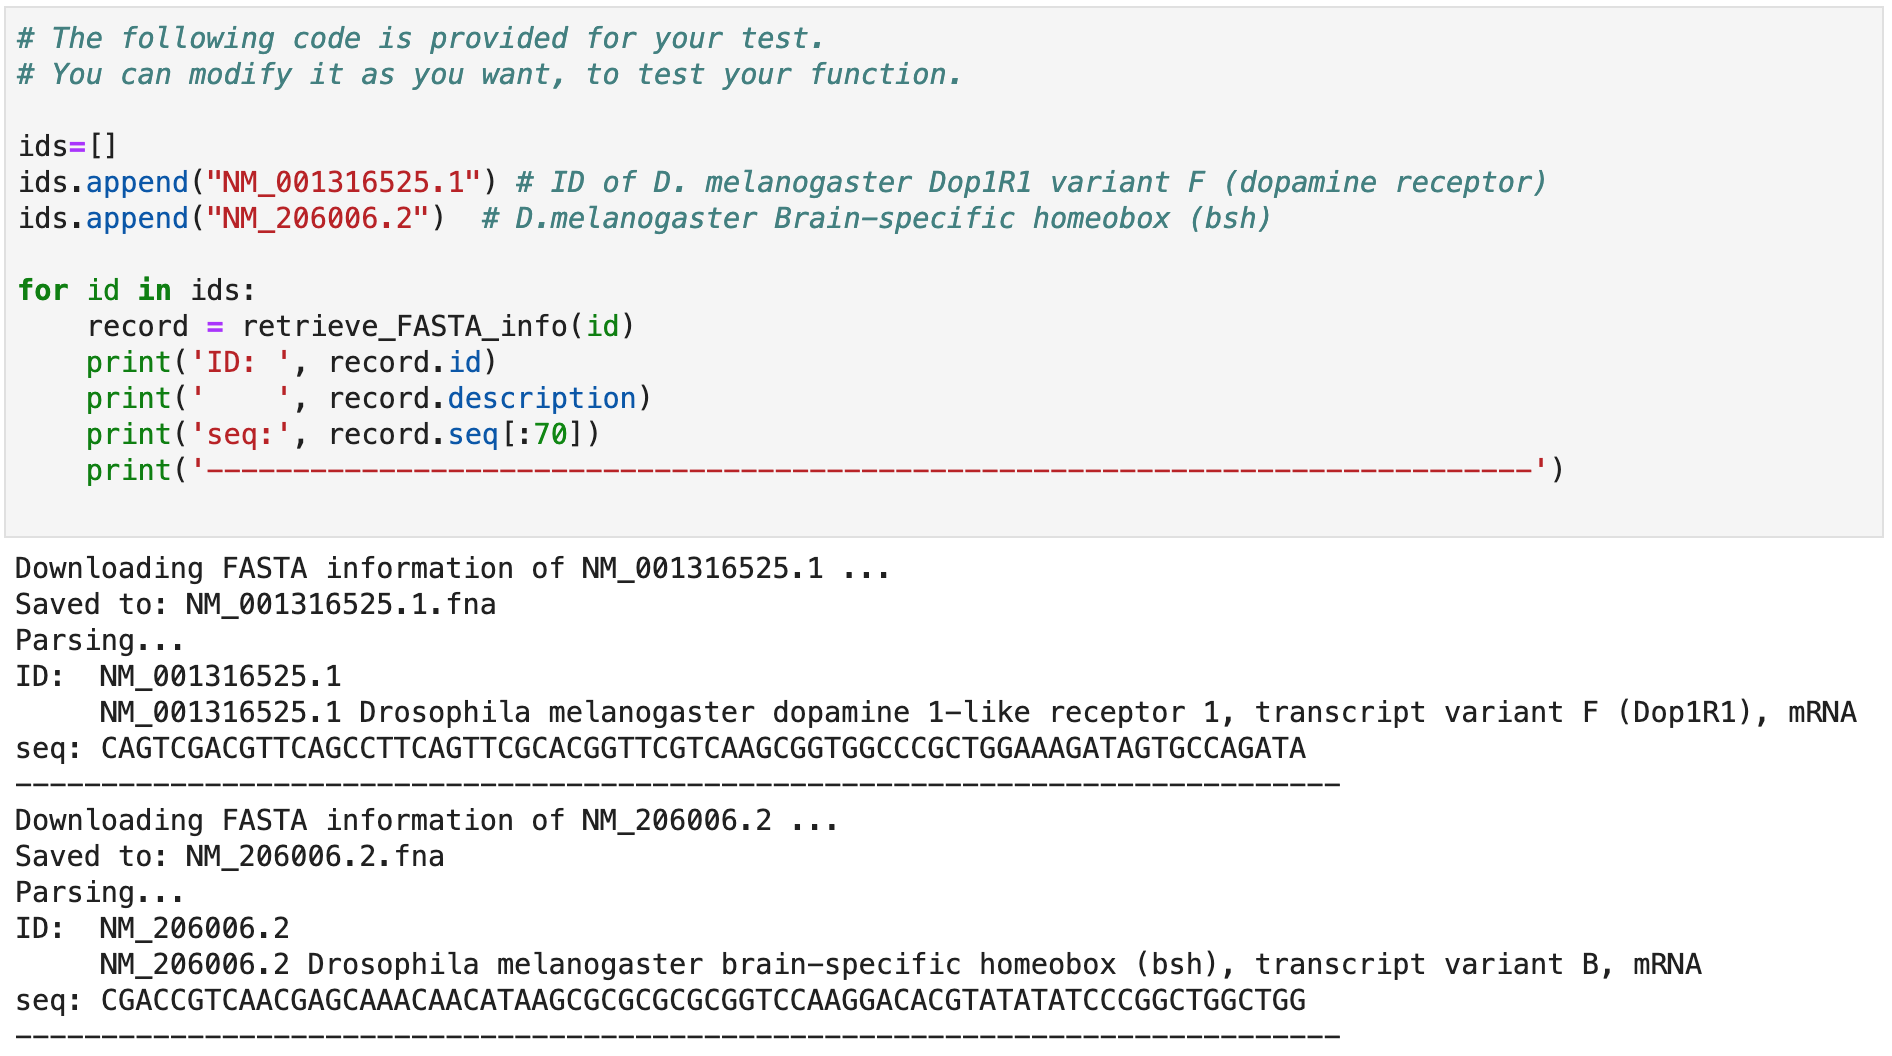 # The following code is provided for your test.
# You can modify it as you want, to test your function.
ids=[]
ids.append("NM_001316525.1") # ID of D. melanogaster Dop1R1 variant F (dopamine receptor)
ids.append("NM_206006.2")  # D.melanogaster Brain-specific homeobox (bsh)
for id in ids:
    record = retrieve_FASTA_info(id)
    print('ID: ', record.id)
    print('    ', record.description)
    print('seq:', record.seq[:70])
    print('-----------------------------------------------------------------------------')
Downloading FASTA information of NM_001316525.1 ...
Saved to: NM_001316525.1.fna
Parsing...
ID:  NM_001316525.1
     NM_001316525.1 Drosophila melanogaster dopamine 1-like receptor 1, transcript variant F (Dop1R1), mRNA
seq: CAGTCGACGTTCAGCCTTCAGTTCGCACGGTTCGTCAAGCGGTGGCCCGCTGGAAAGATAGTGCCAGATA
-----------------------------------------------------------------------------
Downloading FASTA information of NM_206006.2 ...
Saved to: NM_206006.2.fna
Parsing...
ID:  NM_206006.2
     NM_206006.2 Drosophila melanogaster brain-specific homeobox (bsh), transcript variant B, mRNA
seq: CGACCGTCAACGAGCAAACAACATAAGCGCGCGCGCGGTCCAAGGACACGTATATATCCCGGCTGGCTGG
-----------------------------------------------------------------------------